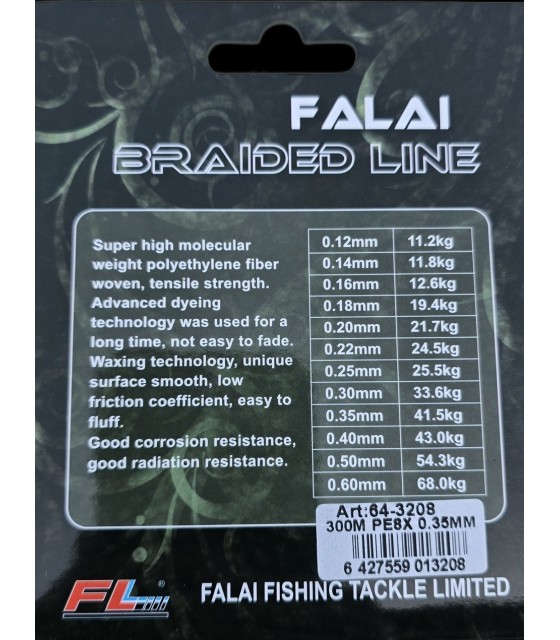 FALAI
BRAIDED LINE
Super high molecular
weight polyethylene fiber
woven, tensile strength.
Advanced dyeing
technology was used for a
long time, not easy to fade.
Waxing technology, unique
surface smooth, low
friction coefficient, easy to
fluff.
Good corrosion resistance,
good radiation resistance.
0.12mm 11.2kg
0.14mm 11.8kg
0.16mm 12.6kg
0.18mm 19.4kg
0.20mm 21.7kg
0.22mm 24.5kg
0.25mm 25.5kg
0.30mm 33.6kg
0.35mm 41.5kg
0.40mm 43.0kg
0.50mm 54.3kg
0.60mm 68.0kg
Art:64-3208
300M PE8X 0.35MM
6 427559 013208
FL ®
FALAI FISHING TACKLE LIMITED